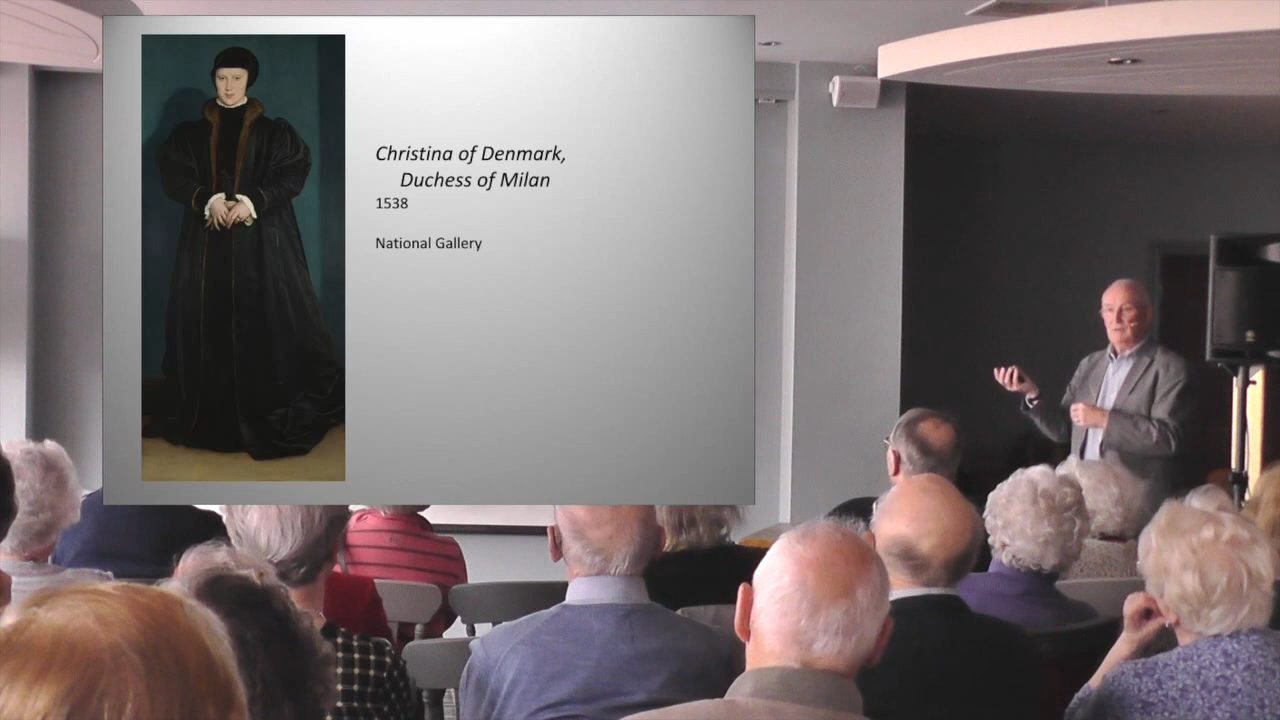 Christina of Denmark,
Duchess of Milan
1538
National Gallery